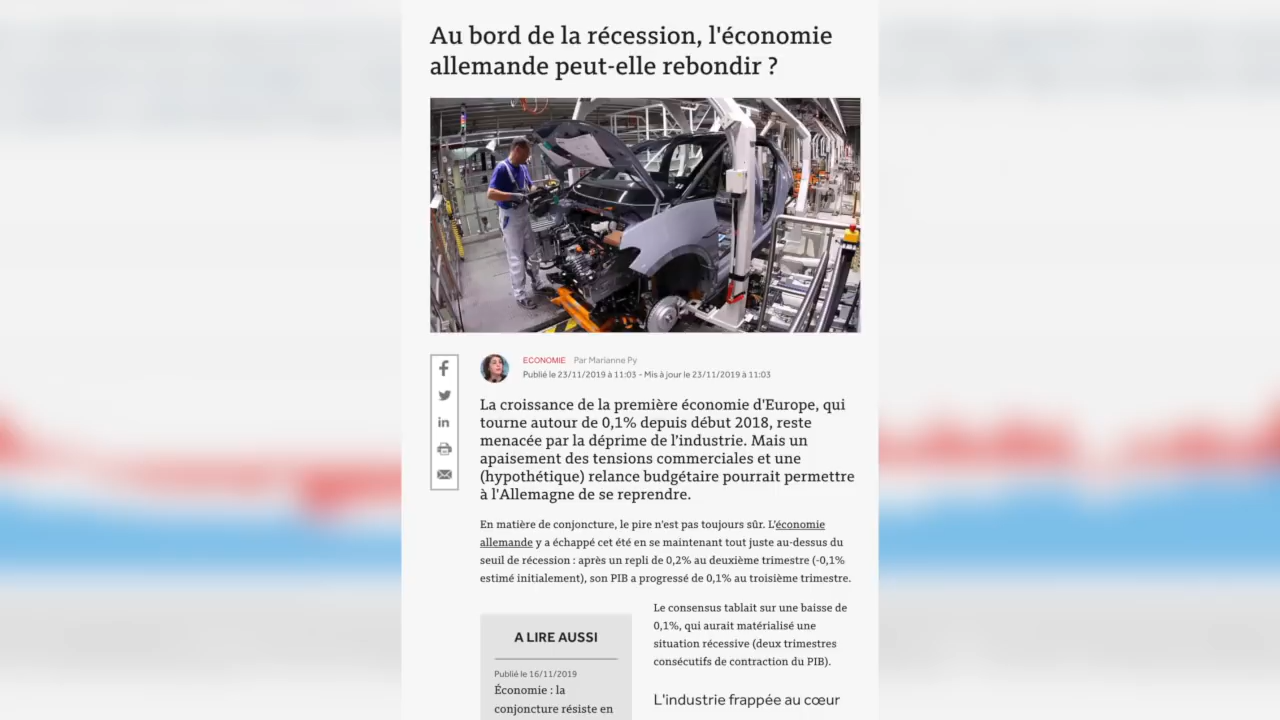 Au bord de la récession, l'économie
allemande peut-elle rebondir ?
ECONOMIE Par Marianne Py
Publié le 23/11/2019 à 11:03 - Mis à jour le 23/11/2019 à 11:03
La croissance de la première économie d'Europe, qui
tourne autour de 0,1% depuis début 2018, reste
menacée par la déprime de l'industrie. Mais un
apaisement des tensions commerciales et une
(hypothétique) relance budgétaire pourrait permettre
à l'Allemagne de se reprendre.
En matière de conjoncture, le pire n'est pas toujours sûr. L'économie
allemande y a échappé cet été en se maintenant tout juste au-dessus du
seuil de récession : après un repli de 0,2% au deuxième trimestre (-0,1%
estimé initialement), son PIB a progressé de 0,1% au troisième trimestre.
Le consensus tablait sur une baisse de
0,1%, qui aurait matérialisé une
situation récessive (deux trimestres
consécutifs de contraction du PIB).
L'industrie frappée au cœur
A LIRE AUSSI
Publié le 16/11/2019
Économie : la
conjoncture résiste en